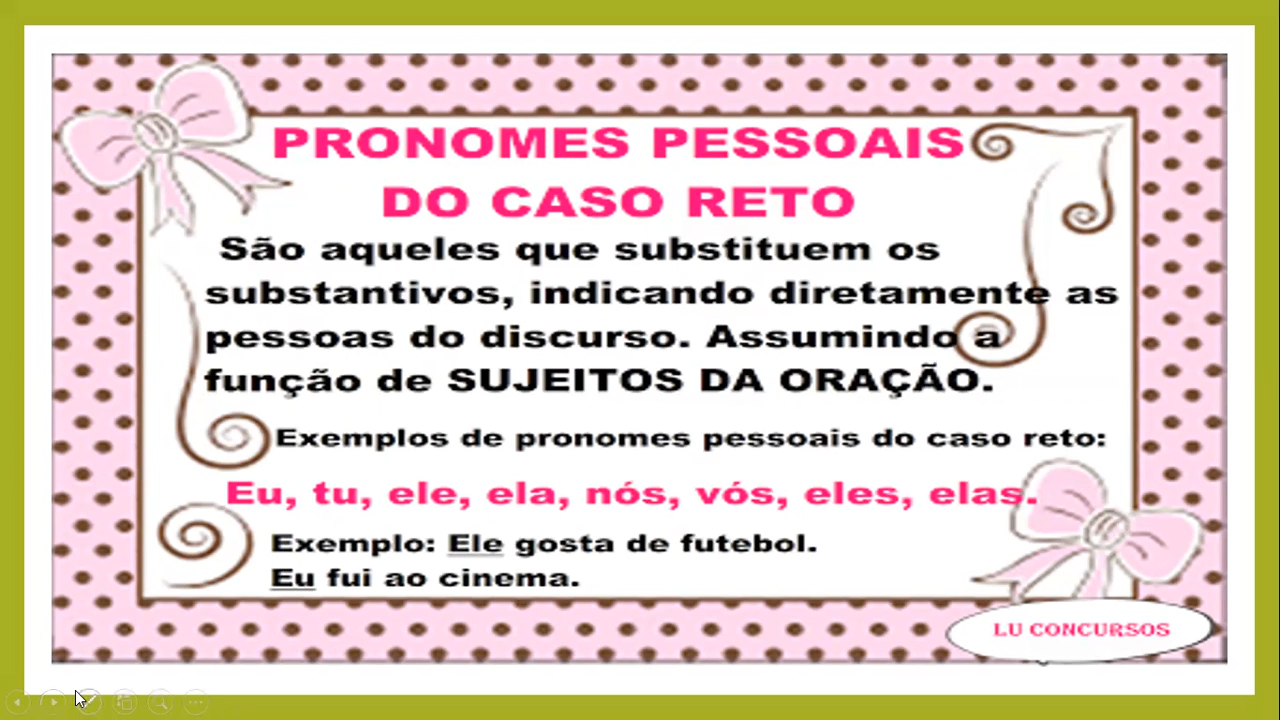 PRONOMES PESSOAIS
DO CASO RETO
São aqueles que substituem os
substantivos, indicando diretamente as
pessoas do discurso. Assumindo a
função de SUJEITOS DA ORAÇÃO.
Exemplos de pronomes pessoais do caso reto:
Eu, tu, ele, ela, nós, vós, eles, elas.
Exemplo: Ele gosta de futebol.
Eu fui ao cinema.
LU CONCURSOS